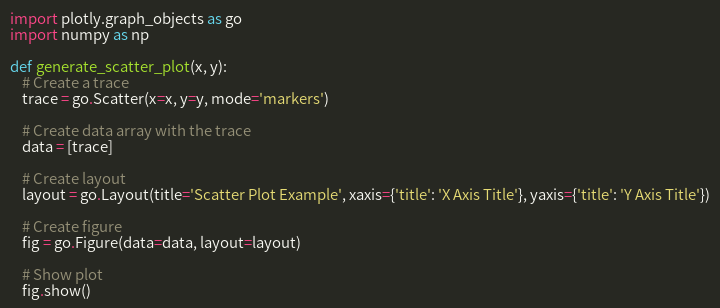 import plotly.graph_objects as go
import numpy as np
def generate_scatter_plot(x, y):
# Create a trace
trace = go.Scatter(x=x, y=y, mode='markers')
# Create data array with the trace
data = [trace]
# Create layout
layout = go.Layout(title='Scatter Plot Example', xaxis={'title': 'X Axis Title'}, yaxis={'title': 'Y Axis Title'})
# Create figure
fig = go.Figure(data=data, layout=layout)
# Show plot
fig.show()